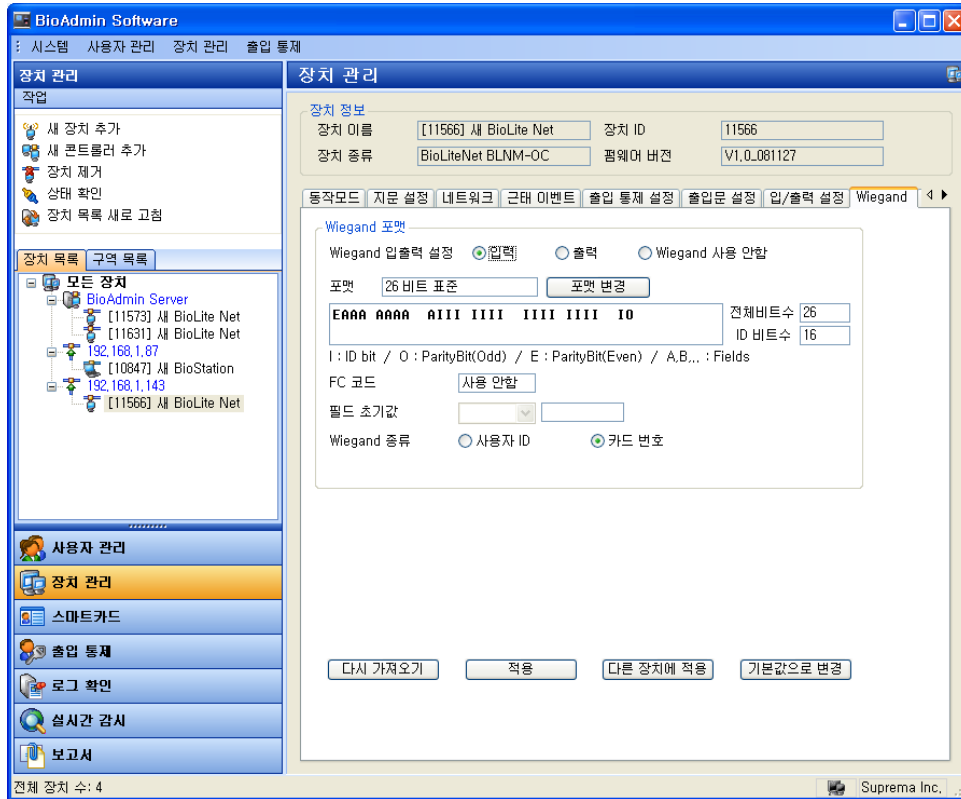 BioAdmin Software
시스템 사용자 관리 장치 관리 출입 통제
장치 관리
작업
새 장치 추가
새 콘트롤러 추가
장치 제거
상태 확인
장치 목록 새로 고침
장치 목록 구역 목록
모든 장치
BioAdmin Server
[11573] 새 BioLite Net
[11631] 새 BioLite Net
192.168.1.87
[10847] 새 BioStation
192.168.1.143
[11566] 새 BioLite Net
사용자 관리
장치 관리
스마트카드
출입 통제
로그 확인
실시간 감시
보고서
장치 관리
장치 정보
장치 이름 [11566] 새 BioLite Net 장치 ID 11566
장치 종류 BioLiteNet BLNM-OC 펌웨어 버전 V1.0_081127
동작모드 지문 설정 네트워크 근태 이벤트 출입 통제 설정 출입문 설정 입/출력 설정 Wiegand
Wiegand 포맷
Wiegand 입출력 설정 입력 출력 Wiegand 사용 안함
포맷 26 비트 표준 포맷 변경
EAAA AAAA AIII IIII IIII IIII IO 전체비트수 26
ID 비트수 16
I : ID bit / O : ParityBit(Odd) / E : ParityBit(Even) / A,B,,, : Fields
FC 코드 사용 안함
필드 초기값
Wiegand 종류 사용자 ID 카드 번호
다시 가져오기 적용 다른 장치에 적용 기본값으로 변경
전체 장치 수: 4 Suprema Inc.